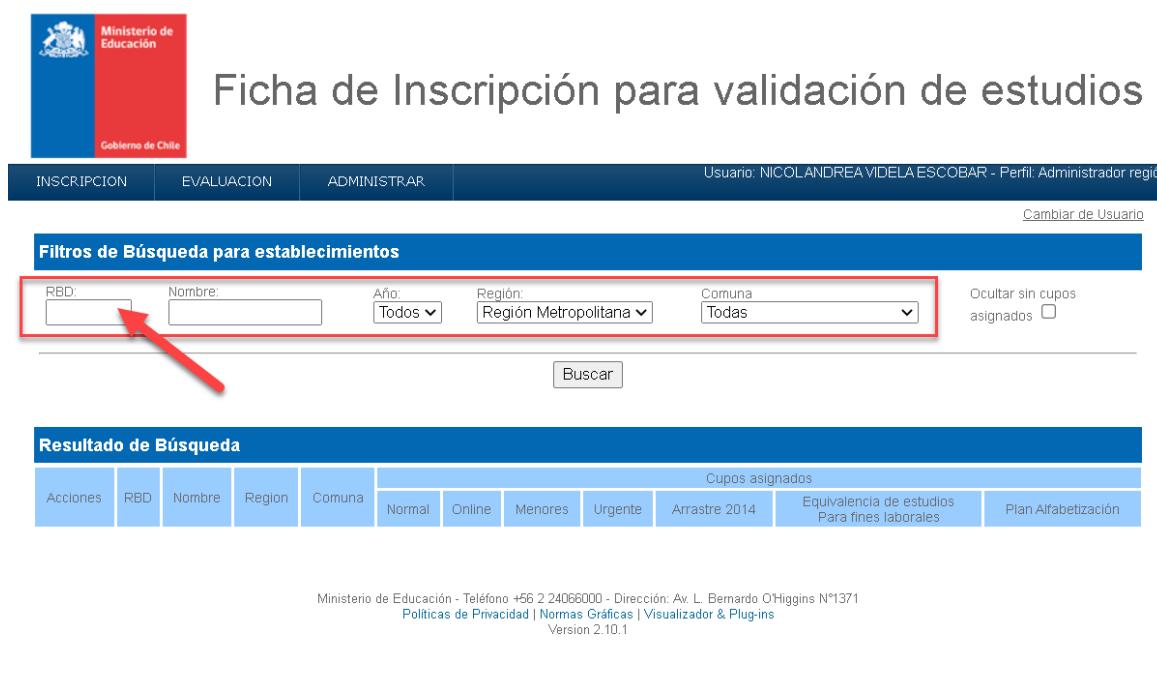 Ministerio de
Educación
Gobierno de Chile
Ficha de Inscripción para validación de estudios
INSCRIPCION EVALUACION ADMINISTRAR Usuario: NICOL ANDREA VIDELA ESCOBAR - Perfil: Administrador regió
Cambiar de Usuario
Filtros de Búsqueda para establecimientos
RBD: Nombre: Año: Región: Comuna Ocultar sin cupos
Todos Región Metropolitana Todas asignados
Buscar
Resultado de Búsqueda
Cupos asignados
Acciones RBD Nombre Region Comuna
Normal Online Menores Urgente Arrastre 2014 Equivalencia de estudios Plan Alfabetización
Para fines laborales
Ministerio de Educación - Teléfono +56 2 24066000 - Dirección: Av. L. Bernardo O'Higgins N°1371
Políticas de Privacidad | Normas Gráficas | Visualizador & Plug-ins
Version 2.10.1